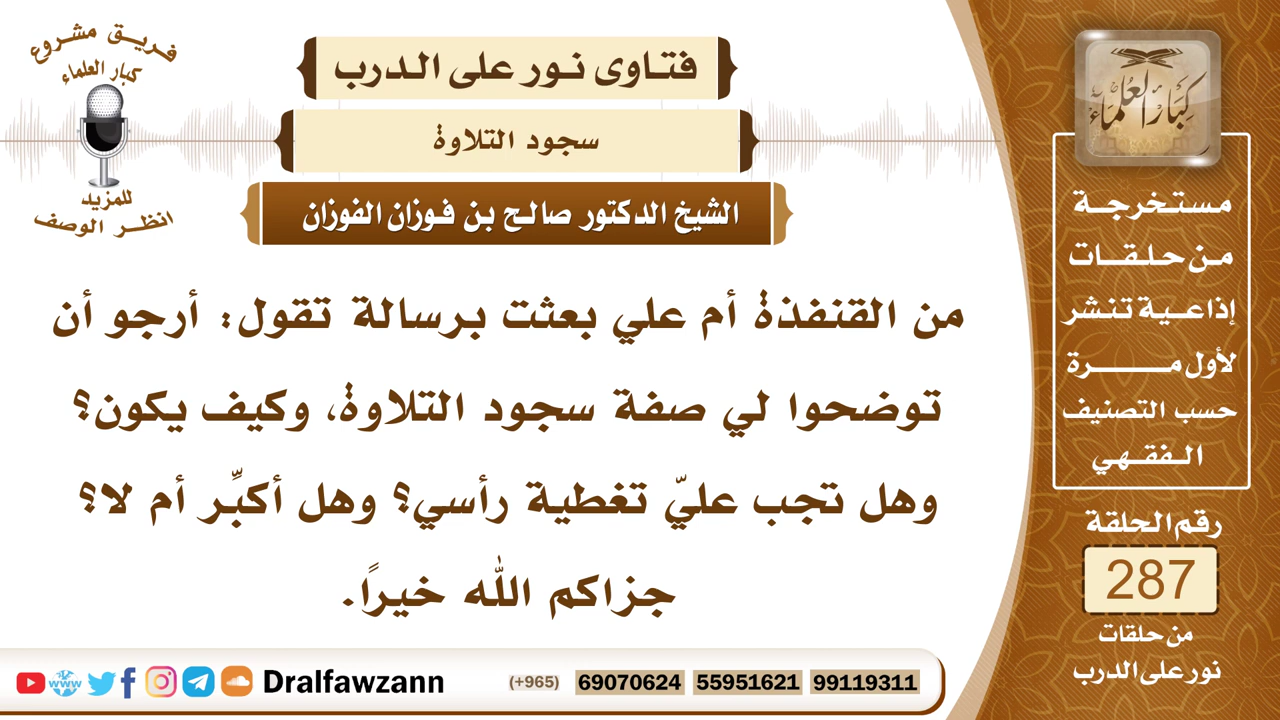 فريق مشروع
كبار العلماء
للمزيد
انظر الوصف
فتاوى نور على الدرب
سجود التلاوة
الشيخ الدكتور صالح بن فوزان الفوزان
من القنفذة أم علي بعثت برسالة تقول: أرجو أن
توضحوا لي صفة سجود التلاوة، وكيف يكون؟
وهل تجب عليّ تغطية رأسي؟ وهل أكبِّر أم لا؟
جزاكم الله خيرًا.
كبار العلماء
مستخرجة
من حلقات
إذاعية تنشر
لأول مرة
حسب التصنيف
الفقهي
رقم الحلقة
287
من حلقات
نور على الدرب
www Dralfawzann (+965) 69070624 55951621 99119311